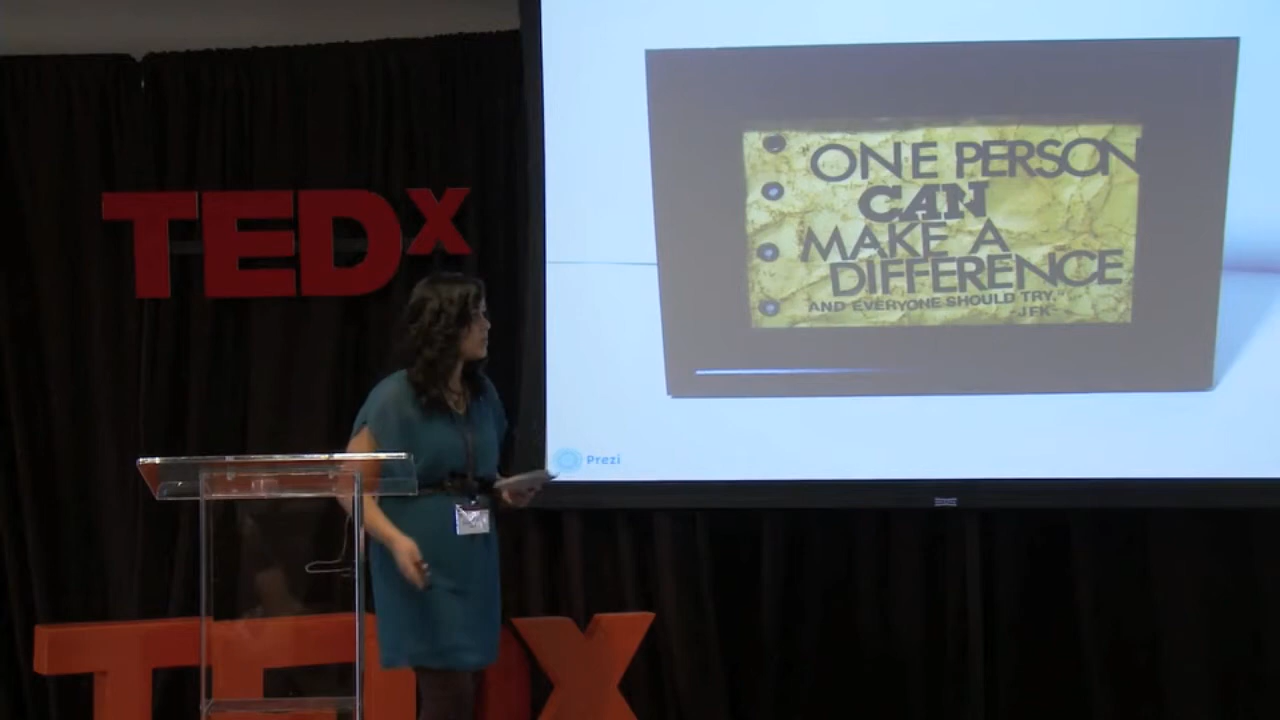 TEDx
ONE PERSON
CAN
MAKE A
DIFFERENCE
AND EVERYONE SHOULD TRY."
-JFK-
Prezi
TEDX